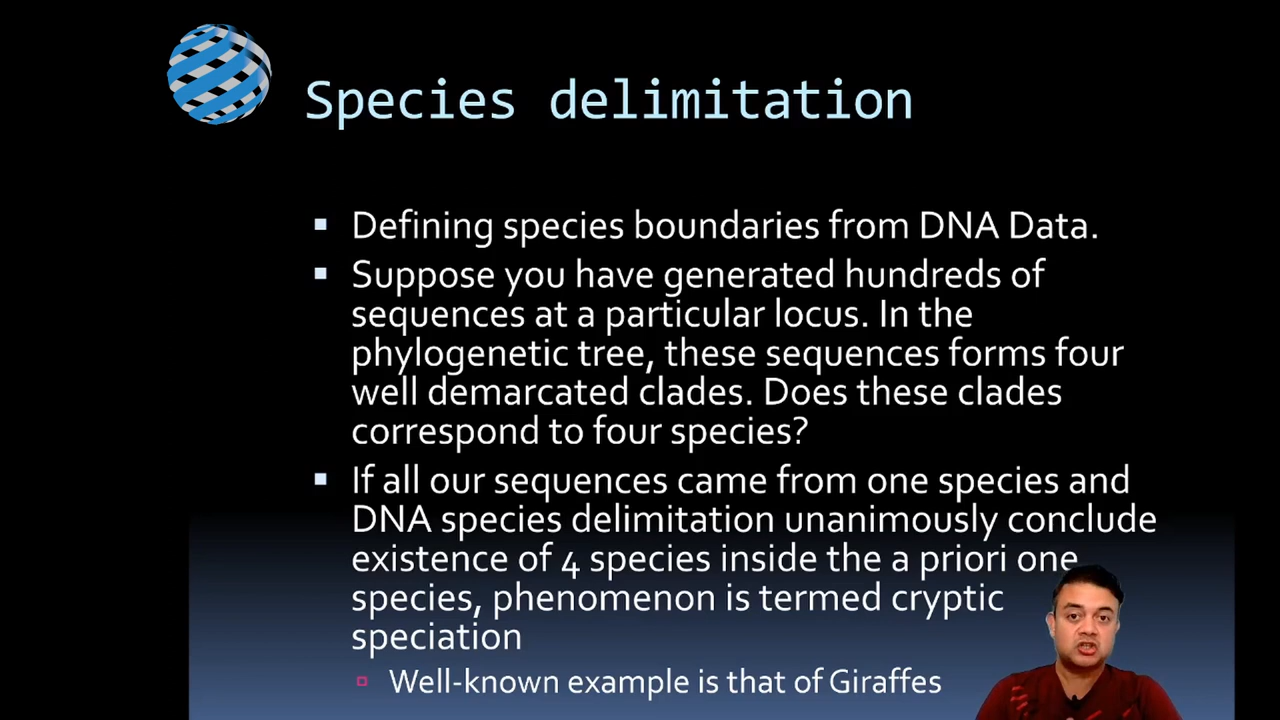 Species delimitation
Defining species boundaries from DNA Data.
Suppose you have generated hundreds of
sequences at a particular locus. In the
phylogenetic tree, these sequences forms four
well demarcated clades. Does these clades
correspond to four species?
If all our sequences came from one species and
DNA species delimitation unanimously conclude
existence of 4 species inside the a priori one
species, phenomenon is termed cryptic
speciation
Well-known example is that of Giraffes